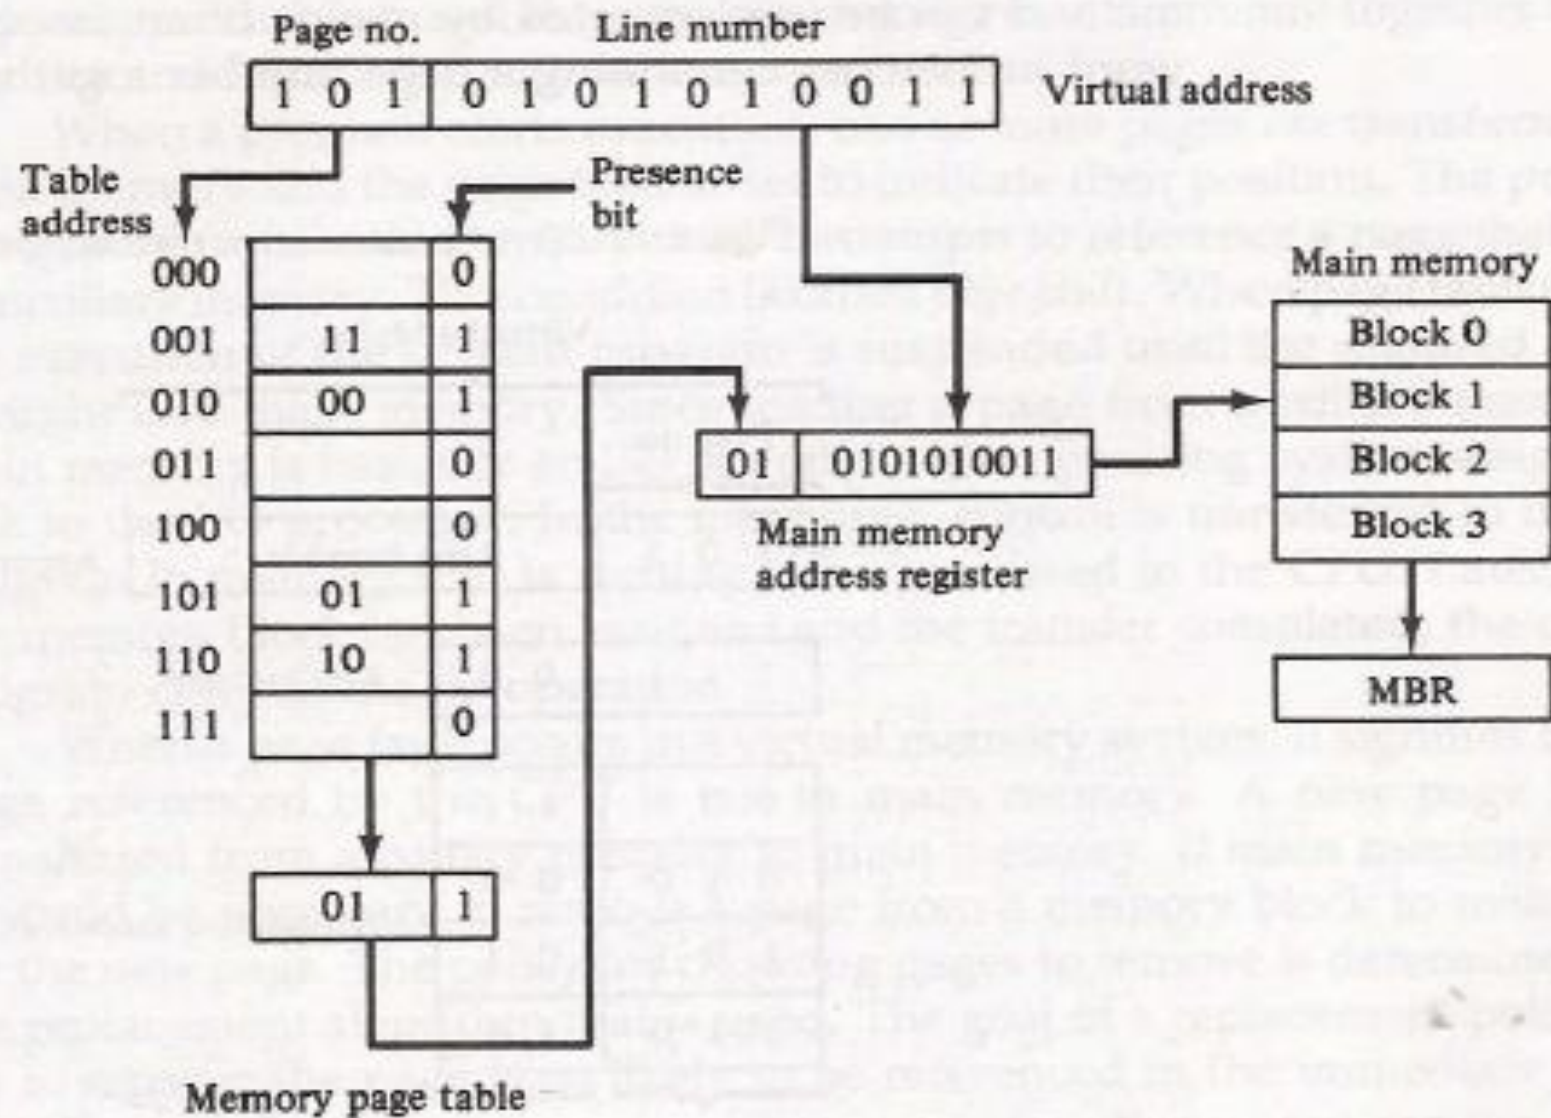 Page no. Line number
1 0 1 0 1 0 1 0 1 0 0 1 1 Virtual address
Table address
Presence bit
000 0
001 11 1
010 00 1
011 0
100 0
101 01 1
110 10 1
111 0
01 1
Memory page table
01 0101010011
Main memory
address register
Main memory
Block 0
Block 1
Block 2
Block 3
MBR